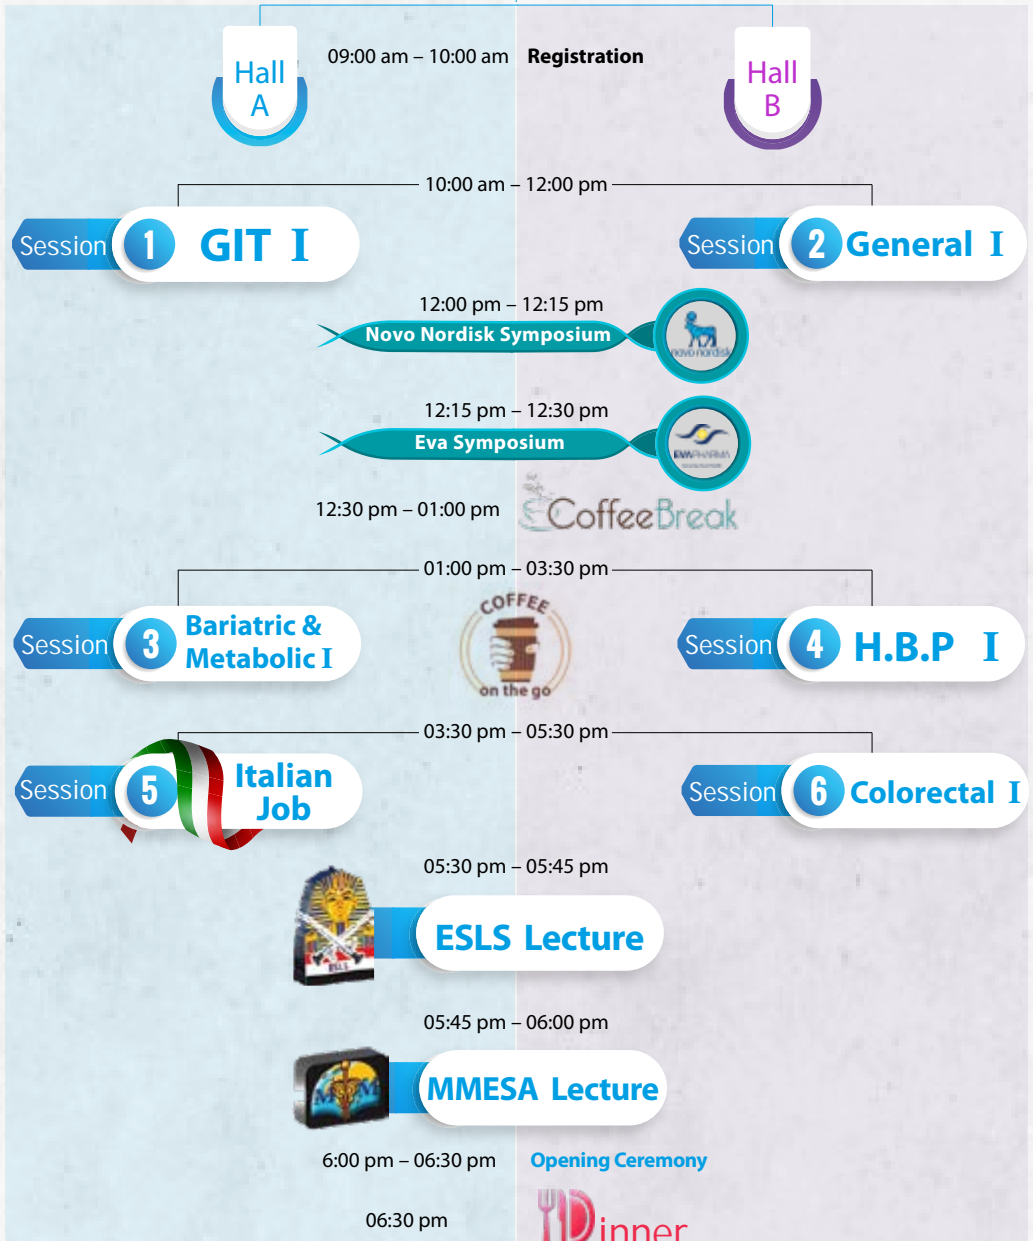 Hall
A
09:00 am – 10:00 am Registration
Hall
B
10:00 am – 12:00 pm
Session 1 GIT I
Session 2 General I
12:00 pm – 12:15 pm
Novo Nordisk Symposium
novo nordisk
12:15 pm – 12:30 pm
Eva Symposium
EVAPHARMA
12:30 pm – 01:00 pm CoffeeBreak
01:00 pm – 03:30 pm
Session 3 Bariatric &
Metabolic I
COFFEE
on the go
Session 4 H.B.P I
03:30 pm – 05:30 pm
Session 5 Italian
Job
Session 6 Colorectal I
05:30 pm – 05:45 pm
ESLS Lecture
ESLS
05:45 pm – 06:00 pm
MMESA Lecture
6:00 pm – 06:30 pm Opening Ceremony
06:30 pm Dinner